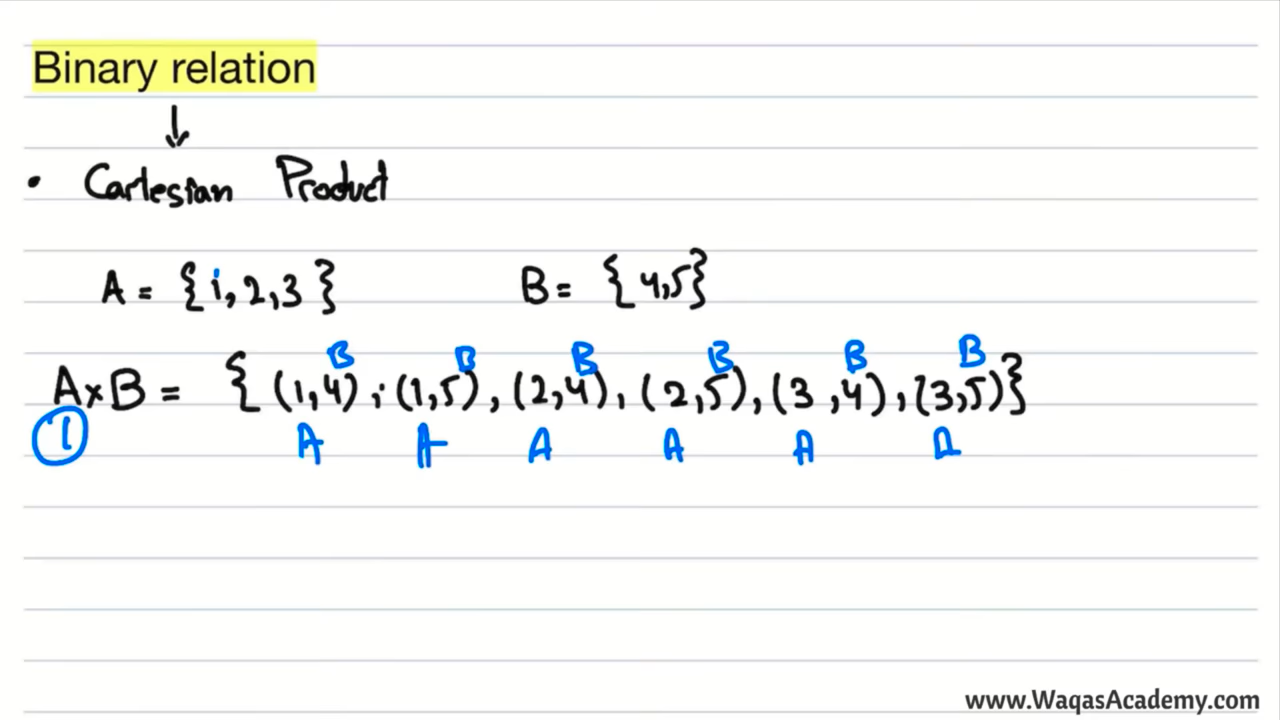 Binary relation
↓
• Cartesian Product
A = {1, 2, 3} B = {4,5}
B B B B B B
A×B = { (1,4), (1,5), (2,4), (2,5), (3,4), (3,5)}
1 A A A A A A
www.WaqasAcademy.com